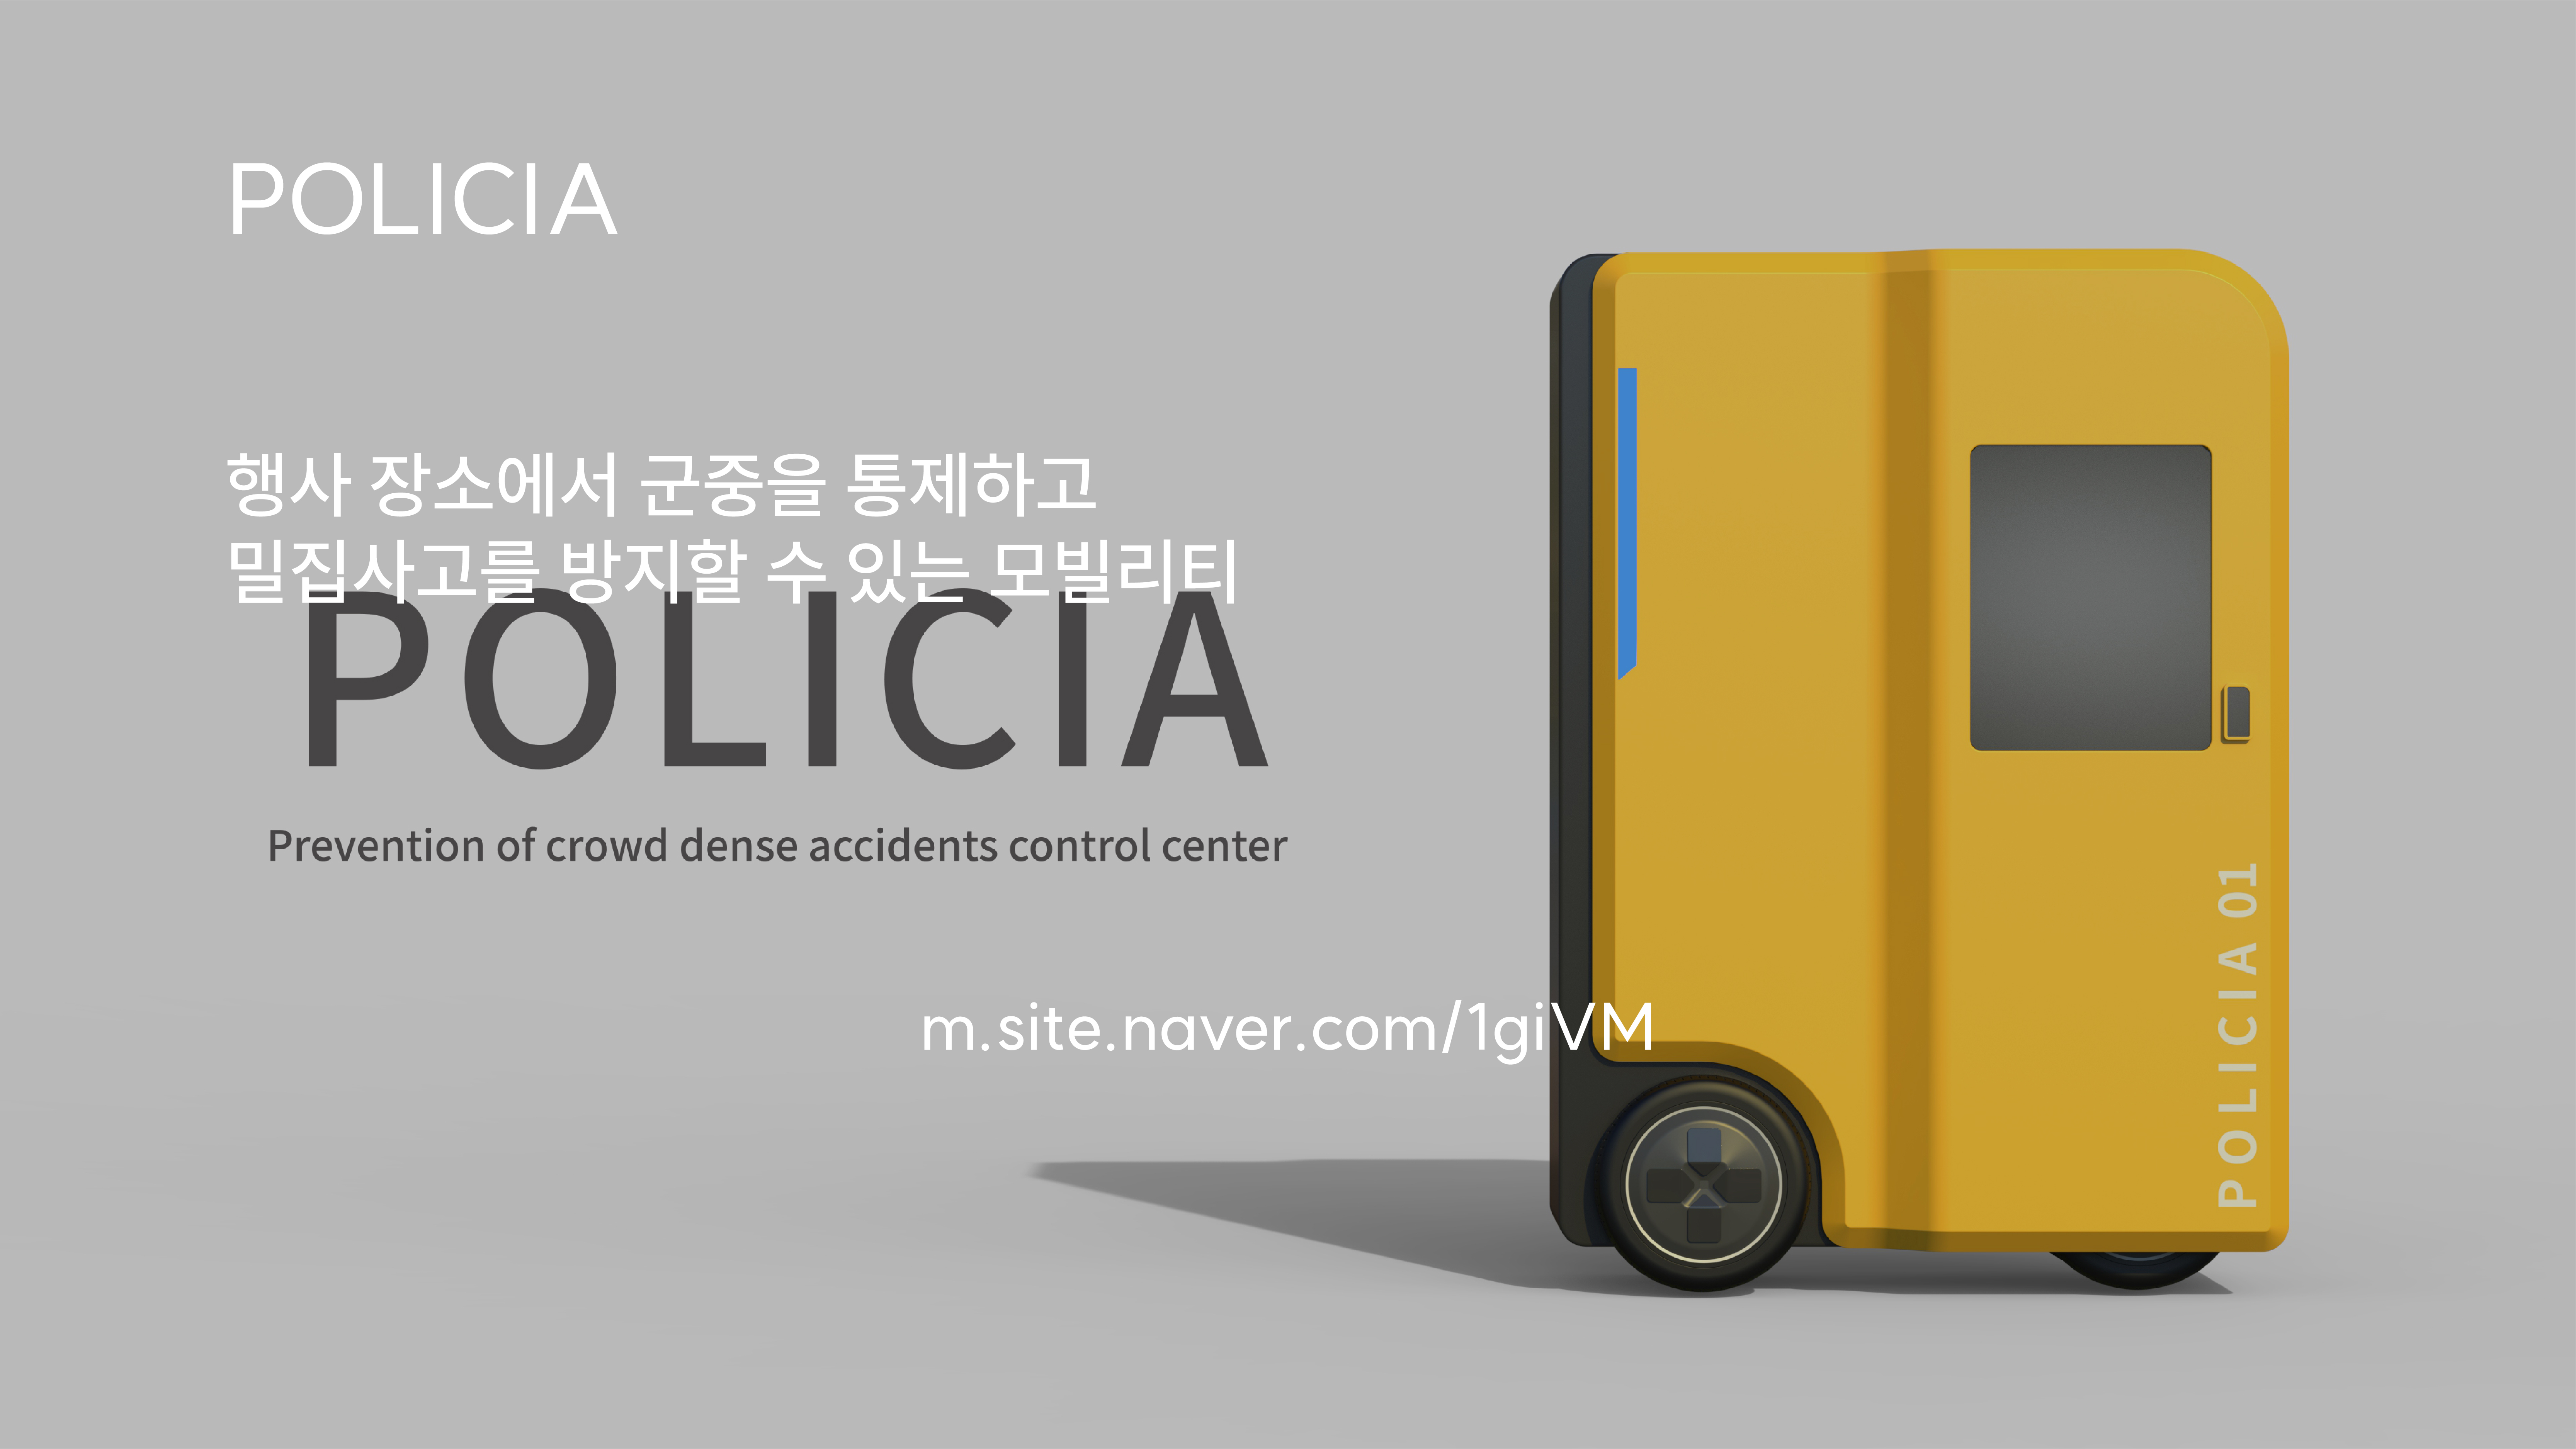 POLICIA
행사 장소에서 군중을 통제하고
밀집사고를 방지할 수 있는 모빌리티
POLICIA
Prevention of crowd dense accidents control center
m.site.naver.com/1giVM
POLICIA 01